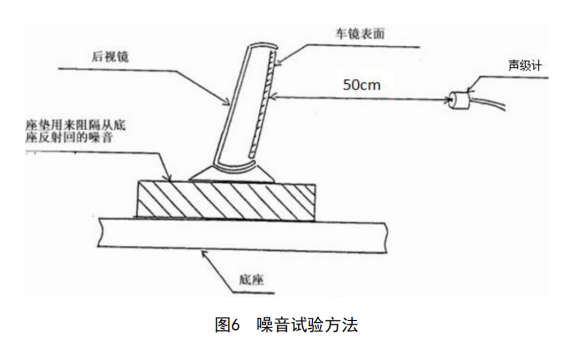 车镜表面
后视镜
声级计
50cm
座垫用来阻隔从底
座反射回的噪音
底座
图6 噪音试验方法